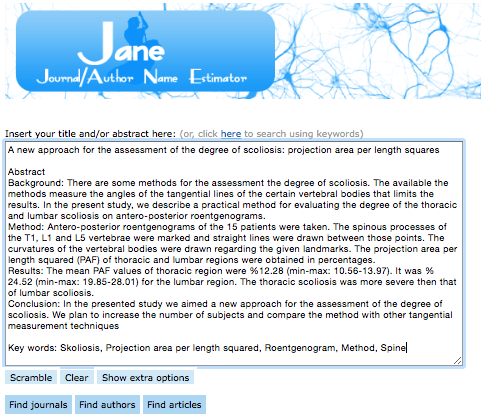 Jane
Journal/Author Name Estimator
Insert your title and/or abstract here: (or, click here to search using keywords)
A new approach for the assessment of the degree of scoliosis: projection area per length squares
Abstract
Background: There are some methods for the assessment the degree of scoliosis. The available the
methods measure the angles of the tangential lines of the certain vertebral bodies that limits the
results. In the present study, we describe a practical method for evaluating the degree of the thoracic
and lumbar scoliosis on antero-posterior roentgenograms.
Method: Antero-posterior roentgenograms of the 15 patients were taken. The spinous processes of
the T1, L1 and L5 vertebrae were marked and straight lines were drawn between those points. The
curvatures of the vertebral bodies were drawn regarding the given landmarks. The projection area per
length squared (PAF) of thoracic and lumbar regions were obtained in percentages.
Results: The mean PAF values of thoracic region were %12.28 (min-max: 10.56-13.97). It was %
24.52 (min-max: 19.85-28.01) for the lumbar region. The thoracic scoliosis was more severe then that
of lumbar scoliosis.
Conclusion: In the presented study we aimed a new approach for the assessment of the degree of
scoliosis. We plan to increase the number of subjects and compare the method with other tangential
measurement techniques
Key words: Skoliosis, Projection area per length squared, Roentgenogram, Method, Spine
Scramble Clear Show extra options
Find journals Find authors Find articles